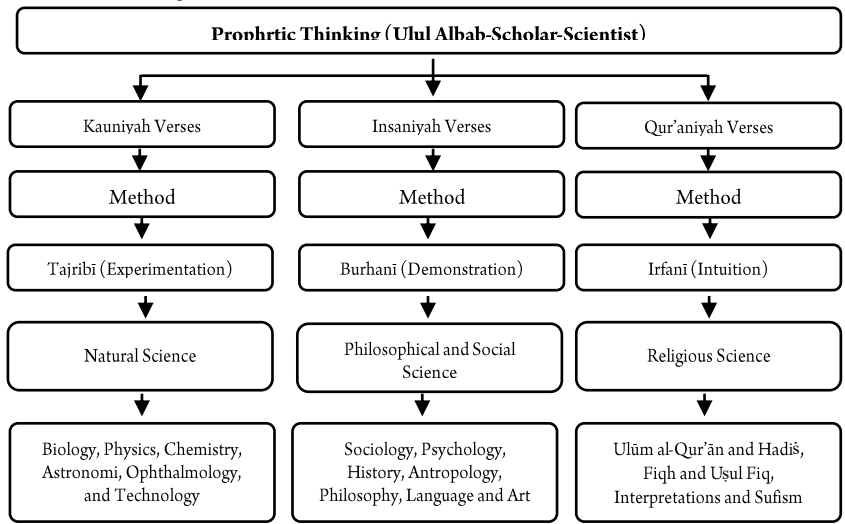 Prophrtic Thinking (Ulul Albab-Scholar-Scientist)
Kauniyah Verses
Insaniyah Verses
Qur’aniyah Verses
Method
Method
Method
Tajribī (Experimentation)
Burhanī (Demonstration)
Irfanī (Intuition)
Natural Science
Philosophical and Social
Science
Religious Science
Biology, Physics, Chemistry,
Astronomi, Ophthalmology,
and Technology
Sociology, Psychology,
History, Antropology,
Philosophy, Language and Art
Ulūm al-Qur’ān and Hadiṡ,
Fiqh and Uṣul Fiq,
Interpretations and Sufism